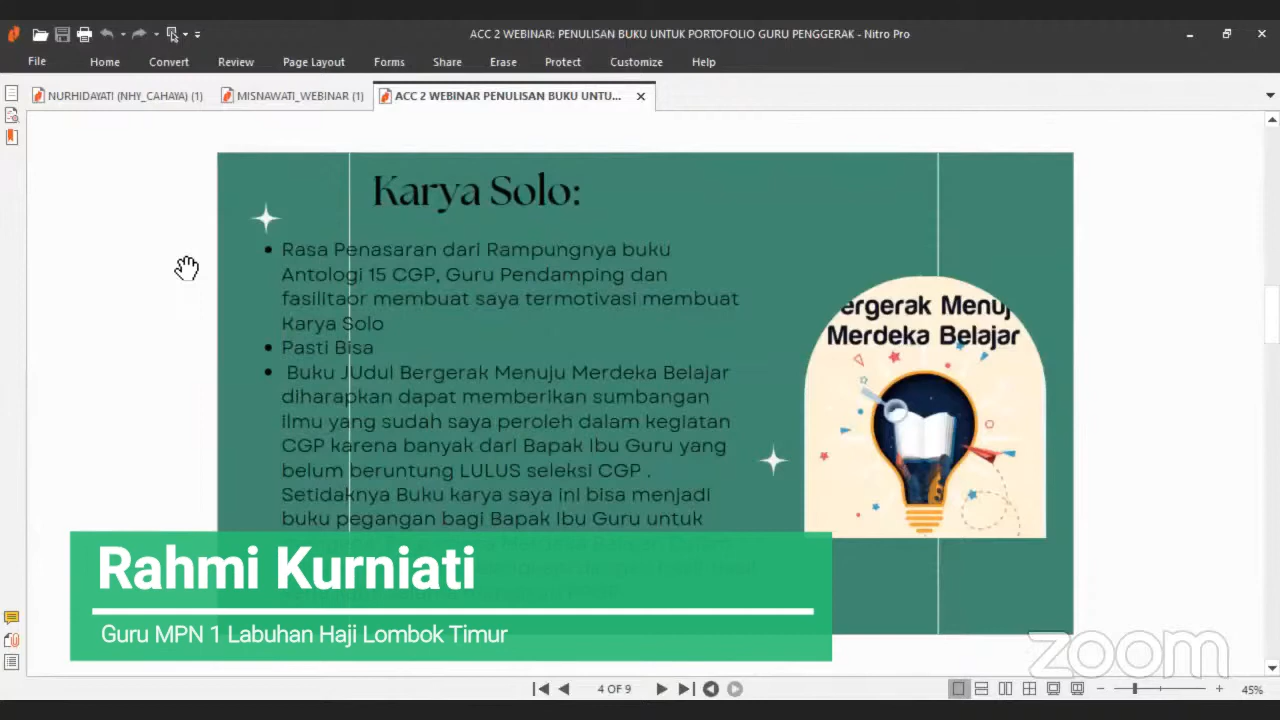 ACC 2 WEBINAR: PENULISAN BUKU UNTUK PORTOFOLIO GURU PENGGERAK - Nitro Pro
File Home Convert Review Page Layout Forms Share Erase Protect Customize Help
NURHIDAYATI (NHY_CAHAYA) (1) MISNAWATI_WEBINAR (1) ACC 2 WEBINAR PENULISAN BUKU UNTU...
Karya Solo:
Rasa Penasaran dari Rampungnya buku
Antologi 15 CGP, Guru Pendamping dan
fasilitaor membuat saya termotivasi membuat
Karya Solo
Pasti Bisa
Buku JUdul Bergerak Menuju Merdeka Belajar
diharapkan dapat memberikan sumbangan
ilmu yang sudah saya peroleh dalam kegiatan
CGP karena banyak dari Bapak Ibu Guru yang
belum beruntung LULUS seleksi CGP .
Setidaknya Buku karya saya ini bisa menjadi
buku pegangan bagi Bapak Ibu Guru untuk
ergerak Menuj
Merdeka Belajar
Rahmi Kurniati
Guru MPN 1 Labuhan Haji Lombok Timur
zoom
4 OF 9
45%